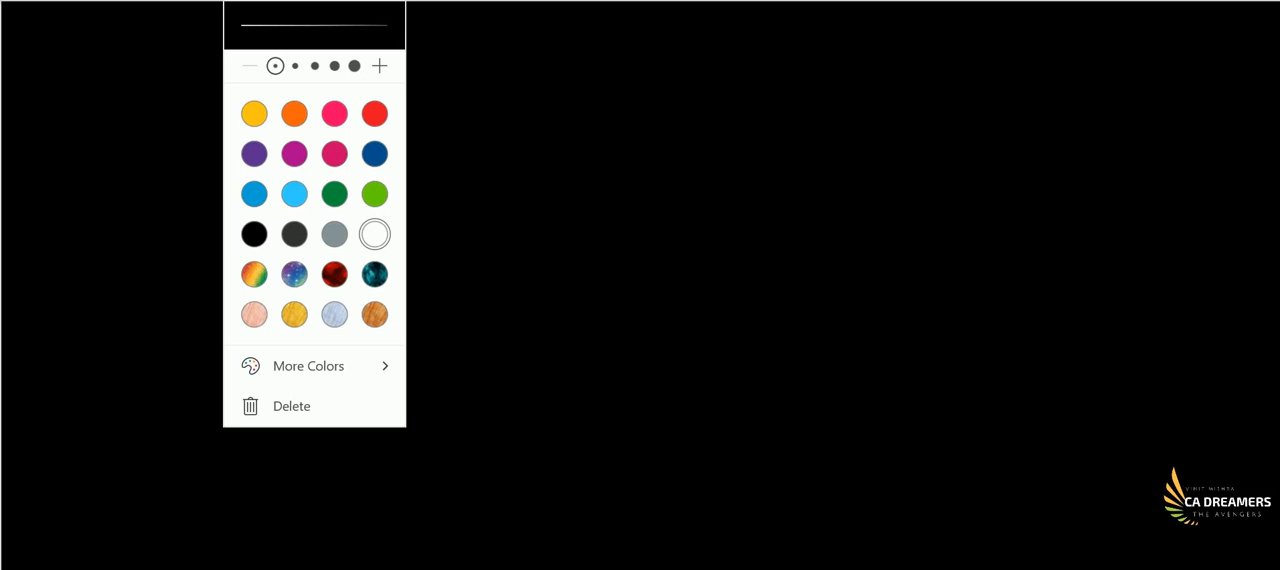 More Colors
Delete
VINIT MISHRA
CA DREAMERS
THE AVENGERS